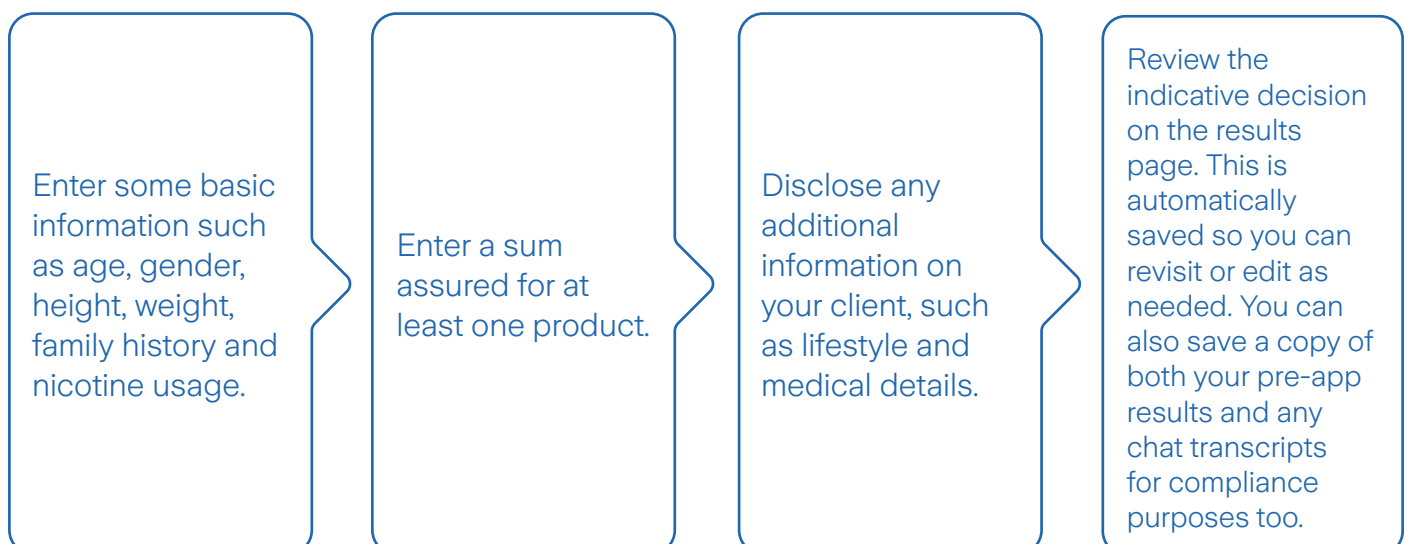 Enter some basic
information such
as age, gender,
height, weight,
family history and
nicotine usage.
Enter a sum
assured for at
least one product.
Disclose any
additional
information on
your client, such
as lifestyle and
medical details.
Review the
indicative decision
on the results
page. This is
automatically
saved so you can
revisit or edit as
needed. You can
also save a copy of
both your pre-app
results and any
chat transcripts
for compliance
purposes too.